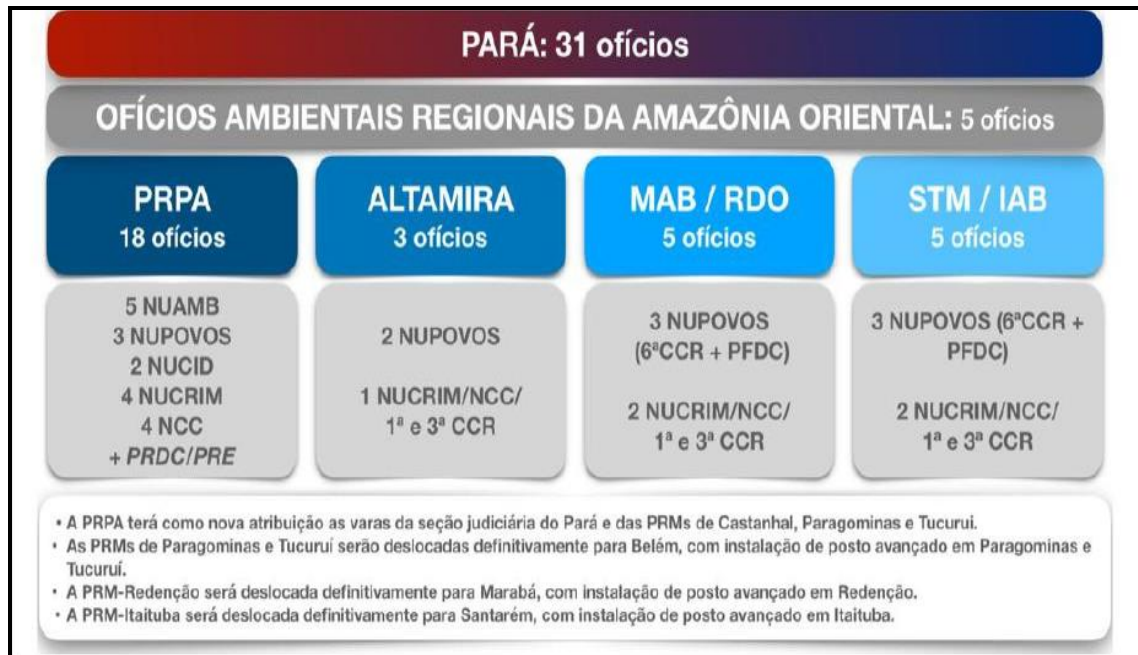 PARÁ: 31 ofícios
OFÍCIOS AMBIENTAIS REGIONAIS DA AMAZÔNIA ORIENTAL: 5 ofícios
PRPA
18 ofícios
5 NUAMB
3 NUPOVOS
2 NUCID
4 NUCRIM
4 NCC
+ PRDC/PRE
ALTAMIRA
3 ofícios
2 NUPOVOS
1 NUCRIM/NCC/
1ª e 3ª CCR
MAB / RDO
5 ofícios
3 NUPOVOS
(6ªCCR + PFDC)
2 NUCRIM/NCC/
1ª e 3ª CCR
STM / IAB
5 ofícios
3 NUPOVOS (6ªCCR +
PFDC)
2 NUCRIM/NCC/
1ª e 3ª CCR
• A PRPA terá como nova atribuição as varas da seção judiciária do Pará e das PRMs de Castanhal, Paragominas e Tucurui.
• As PRMs de Paragominas e Tucuruí serão deslocadas definitivamente para Belém, com instalação de posto avançado em Paragominas e
Tucuruí.
• A PRM-Redenção será deslocada definitivamente para Marabá, com instalação de posto avançado em Redenção.
• A PRM-Itaituba será deslocada definitivamente para Santarém, com instalação de posto avançado em Itaituba.